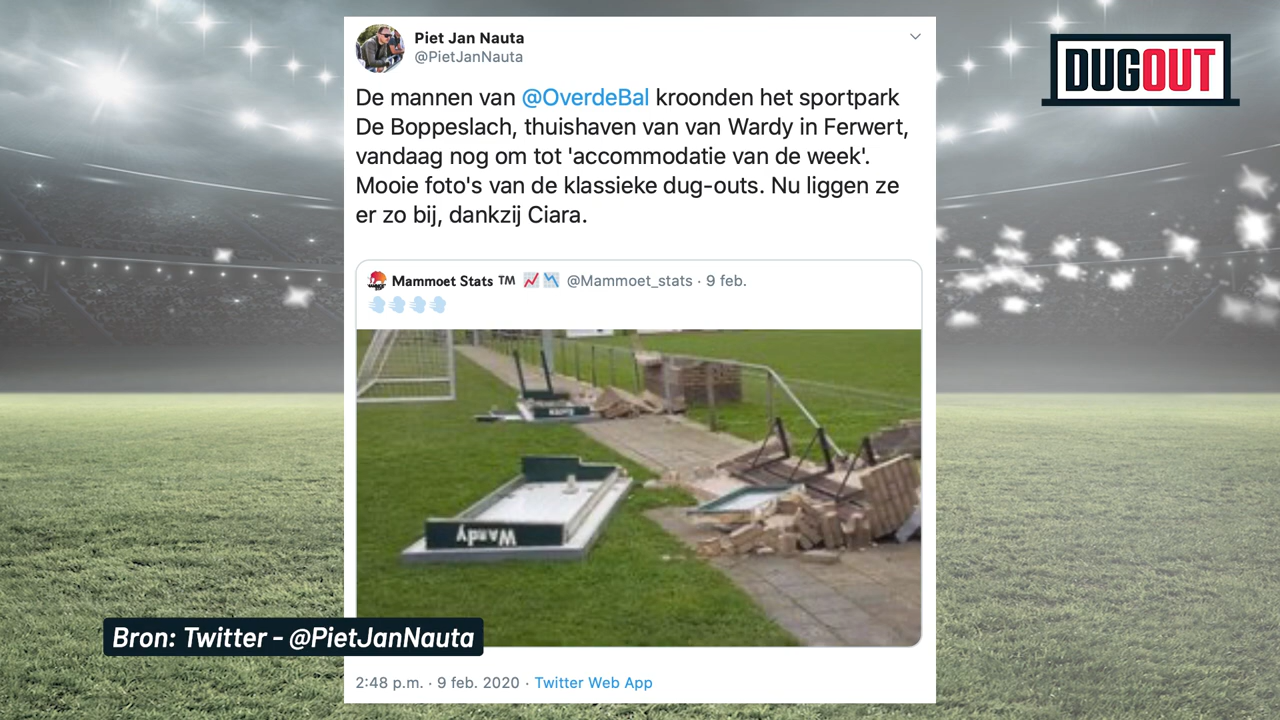 Piet Jan Nauta
@PietJanNauta
De mannen van @OverdeBal kroonden het sportpark
De Boppeslach, thuishaven van van Wardy in Ferwert,
vandaag nog om tot 'accommodatie van de week'.
Mooie foto's van de klassieke dug-outs. Nu liggen ze
er zo bij, dankzij Ciara.
Mammoet Stats ™ 📈📉 @Mammoet_stats · 9 feb.
💨💨💨💨
Wardy
2:48 p.m. · 9 feb. 2020 · Twitter Web App
Bron: Twitter - @PietJanNauta
DUGOUT